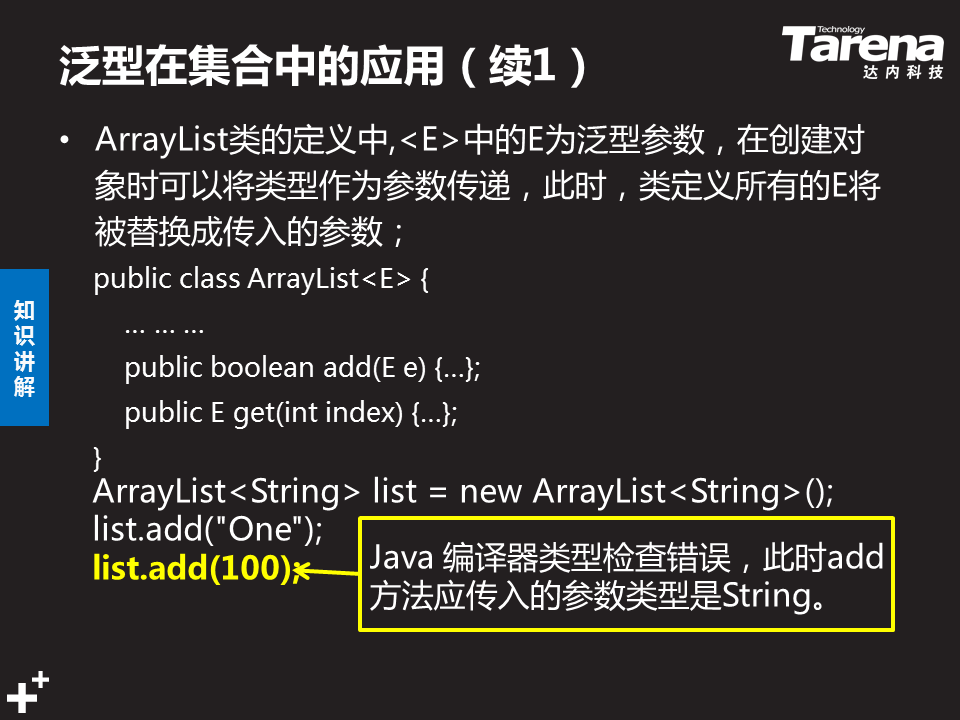 泛型在集合中的应用（续1）
Technology
Tarena
达内科技
• ArrayList类的定义中,<E>中的E为泛型参数，在创建对
象时可以将类型作为参数传递，此时，类定义所有的E将
被替换成传入的参数；
public class ArrayList<E> {
… … …
public boolean add(E e) {…};
public E get(int index) {…};
}
ArrayList<String> list = new ArrayList<String>();
list.add("One");
list.add(100);
Java 编译器类型检查错误，此时add
方法应传入的参数类型是String。
知
识
讲
解